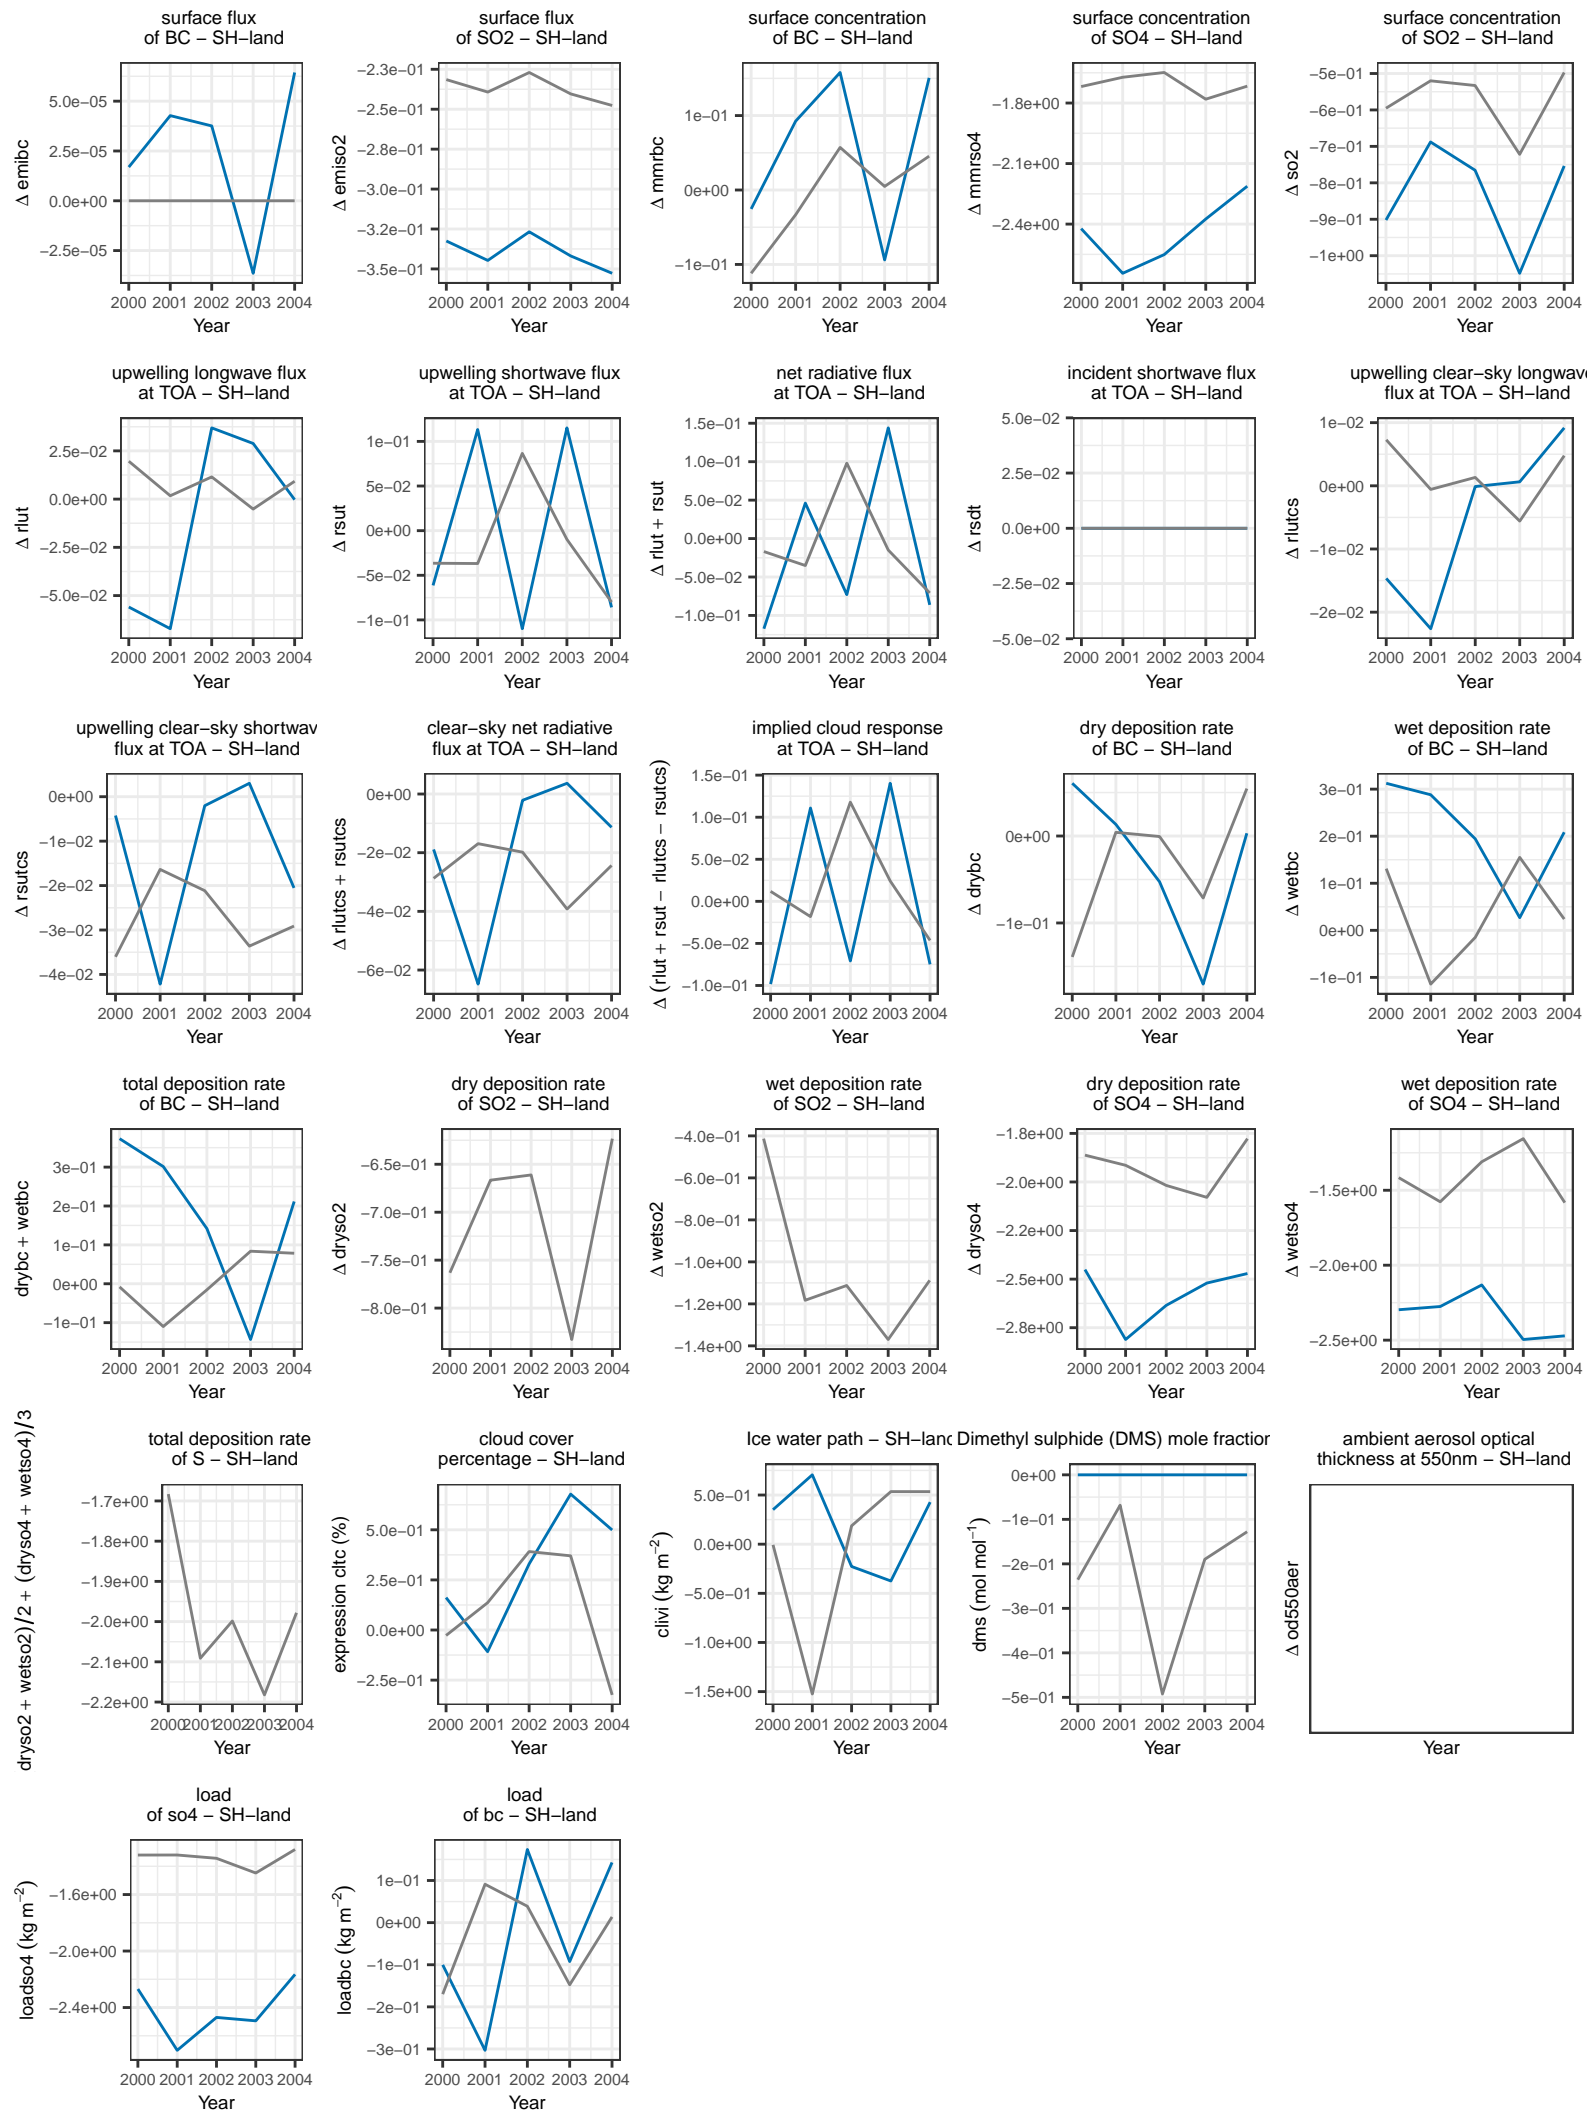 surface flux
of BC − SH−land
Δ emibc
5.0e−05
2.5e−05
0.0e+00
−2.5e−05
2000 2001 2002 2003 2004
Year
surface flux
of SO2 − SH−land
Δ emiso2
−2.3e−01
−2.5e−01
−2.8e−01
−3.0e−01
−3.2e−01
−3.5e−01
2000 2001 2002 2003 2004
Year
surface concentration
of BC − SH−land
Δ mmrbc
1e−01
0e+00
−1e−01
2000 2001 2002 2003 2004
Year
surface concentration
of SO4 − SH−land
Δ mmrso4
−1.8e+00
−2.1e+00
−2.4e+00
2000 2001 2002 2003 2004
Year
surface concentration
of SO2 − SH−land
Δ so2
−5e−01
−6e−01
−7e−01
−8e−01
−9e−01
−1e+00
2000 2001 2002 2003 2004
Year
upwelling longwave flux
at TOA − SH−land
Δ rlut
2.5e−02
0.0e+00
−2.5e−02
−5.0e−02
2000 2001 2002 2003 2004
Year
upwelling shortwave flux
at TOA − SH−land
Δ rsut
1e−01
5e−02
0e+00
−5e−02
−1e−01
2000 2001 2002 2003 2004
Year
net radiative flux
at TOA − SH−land
Δ rlut + rsut
1.5e−01
1.0e−01
5.0e−02
0.0e+00
−5.0e−02
−1.0e−01
2000 2001 2002 2003 2004
Year
incident shortwave flux
at TOA − SH−land
Δ rsdt
5.0e−02
2.5e−02
0.0e+00
−2.5e−02
−5.0e−02
2000 2001 2002 2003 2004
Year
upwelling clear−sky longwave
flux at TOA − SH−land
Δ rlutcs
1e−02
0e+00
−1e−02
−2e−02
2000 2001 2002 2003 2004
Year
upwelling clear−sky shortwav
flux at TOA − SH−land
Δ rsutcs
0e+00
−1e−02
−2e−02
−3e−02
−4e−02
2000 2001 2002 2003 2004
Year
clear−sky net radiative
flux at TOA − SH−land
Δ rlutcs + rsutcs
0e+00
−2e−02
−4e−02
−6e−02
2000 2001 2002 2003 2004
Year
implied cloud response
at TOA − SH−land
Δ (rlut + rsut − rlutcs − rsutcs)
1.5e−01
1.0e−01
5.0e−02
0.0e+00
−5.0e−02
−1.0e−01
2000 2001 2002 2003 2004
Year
dry deposition rate
of BC − SH−land
Δ drybc
0e+00
−1e−01
2000 2001 2002 2003 2004
Year
wet deposition rate
of BC − SH−land
Δ wetbc
3e−01
2e−01
1e−01
0e+00
−1e−01
2000 2001 2002 2003 2004
Year
total deposition rate
of BC − SH−land
drybc + wetbc
3e−01
2e−01
1e−01
0e+00
−1e−01
2000 2001 2002 2003 2004
Year
dry deposition rate
of SO2 − SH−land
Δ dryso2
−6.5e−01
−7.0e−01
−7.5e−01
−8.0e−01
2000 2001 2002 2003 2004
Year
wet deposition rate
of SO2 − SH−land
Δ wetso2
−4.0e−01
−6.0e−01
−8.0e−01
−1.0e+00
−1.2e+00
−1.4e+00
2000 2001 2002 2003 2004
Year
dry deposition rate
of SO4 − SH−land
Δ dryso4
−1.8e+00
−2.0e+00
−2.2e+00
−2.5e+00
−2.8e+00
2000 2001 2002 2003 2004
Year
wet deposition rate
of SO4 − SH−land
Δ wetso4
−1.5e+00
−2.0e+00
−2.5e+00
2000 2001 2002 2003 2004
Year
total deposition rate
of S − SH−land
dryso2 + wetso2)/2 + (dryso4 + wetso4)/3
−1.7e+00
−1.8e+00
−1.9e+00
−2.0e+00
−2.1e+00
−2.2e+00
2000 2001 2002 2003 2004
Year
cloud cover
percentage − SH−land
expression cltc (%)
5.0e−01
2.5e−01
0.0e+00
−2.5e−01
2000 2001 2002 2003 2004
Year
Ice water path − SH−land
clivi (kg m−2)
5.0e−01
0.0e+00
−5.0e−01
−1.0e+00
−1.5e+00
2000 2001 2002 2003 2004
Year
Dimethyl sulphide (DMS) mole fraction
dms (mol mol−1)
0e+00
−1e−01
−2e−01
−3e−01
−4e−01
−5e−01
2000 2001 2002 2003 2004
Year
ambient aerosol optical
thickness at 550nm − SH−land
Δ od550aer
Year
load
of so4 − SH−land
loadso4 (kg m−2)
−1.6e+00
−2.0e+00
−2.4e+00
2000 2001 2002 2003 2004
Year
load
of bc − SH−land
loadbc (kg m−2)
1e−01
0e+00
−1e−01
−2e−01
−3e−01
2000 2001 2002 2003 2004
Year